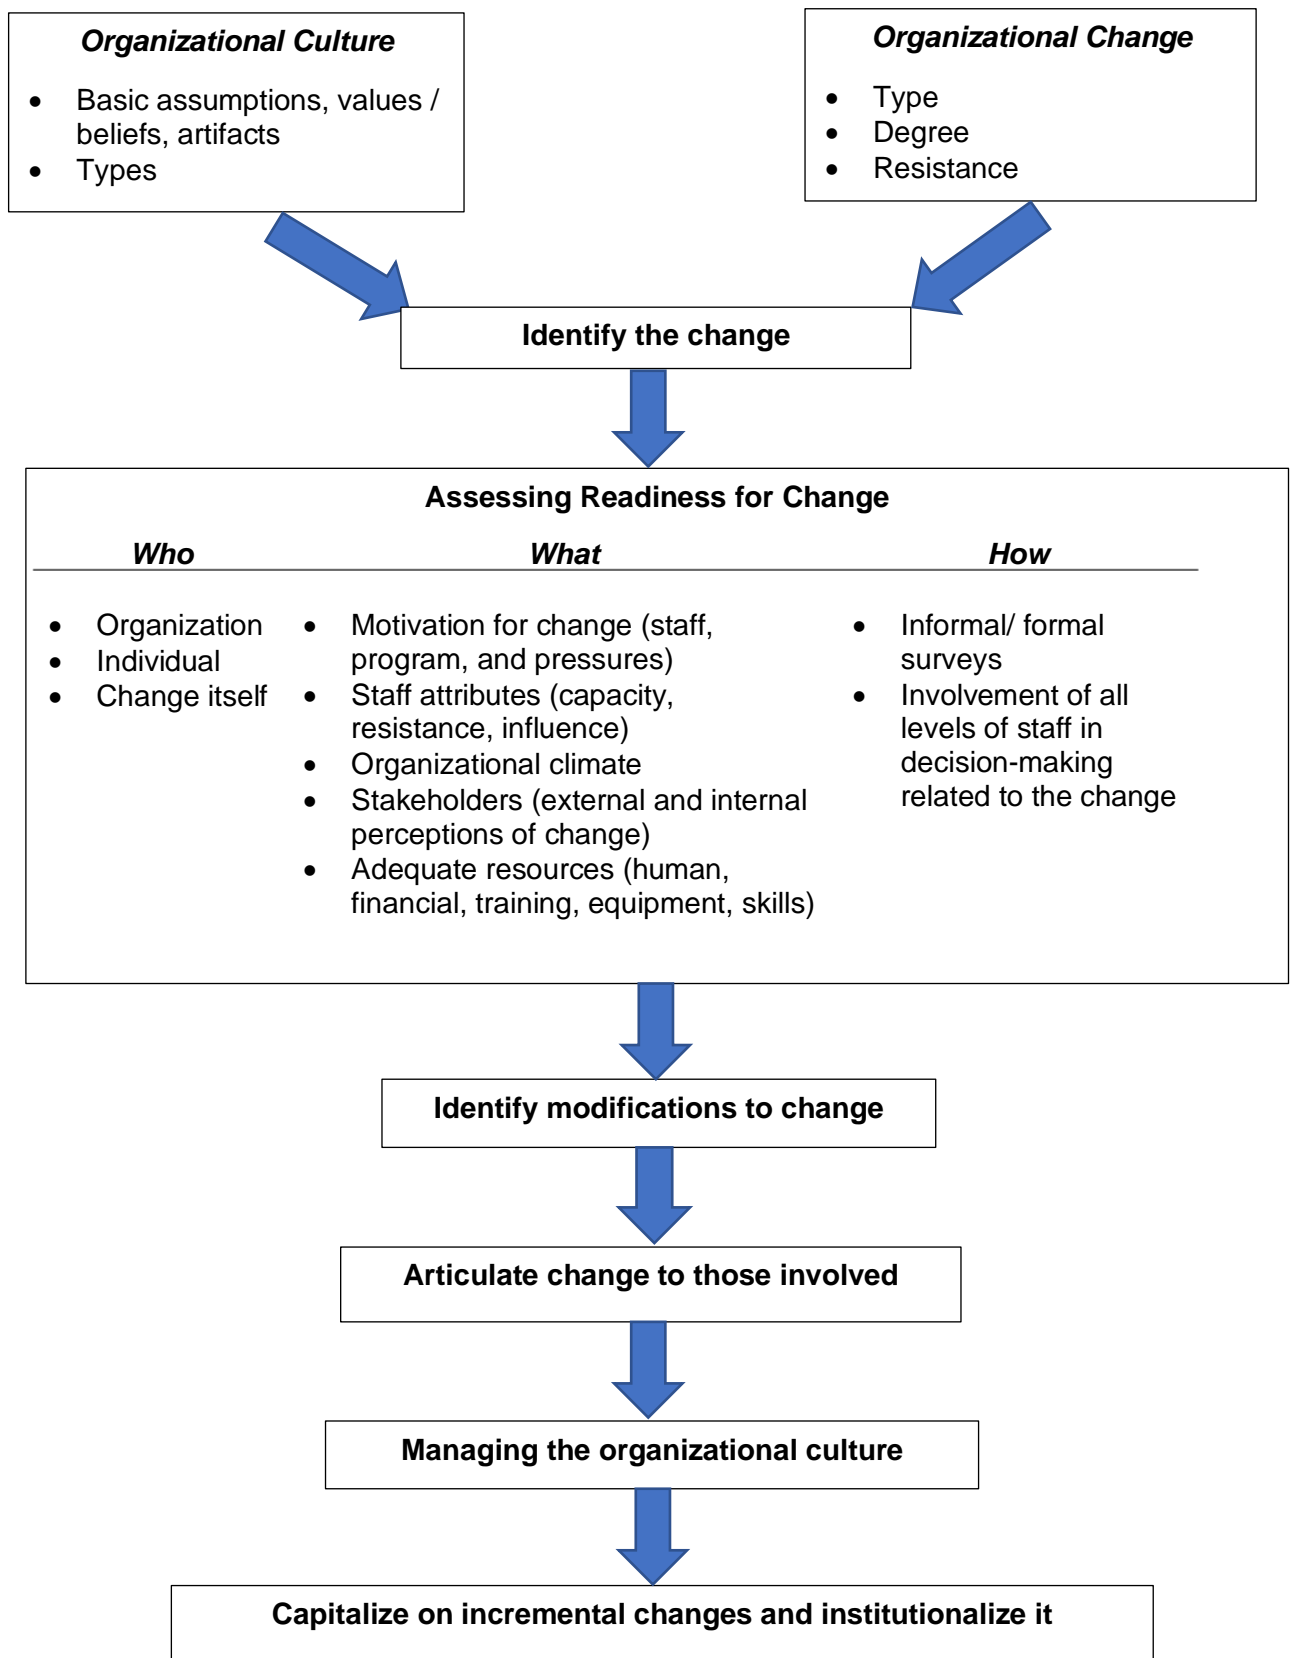 Organizational Culture
• Basic assumptions, values /
beliefs, artifacts
• Types
Organizational Change
• Type
• Degree
• Resistance
Identify the change
Assessing Readiness for Change
Who
• Organization
• Individual
• Change itself
What
• Motivation for change (staff,
program, and pressures)
• Staff attributes (capacity,
resistance, influence)
• Organizational climate
• Stakeholders (external and internal
perceptions of change)
• Adequate resources (human,
financial, training, equipment, skills)
How
• Informal/ formal
surveys
• Involvement of all
levels of staff in
decision-making
related to the change
Identify modifications to change
Articulate change to those involved
Managing the organizational culture
Capitalize on incremental changes and institutionalize it